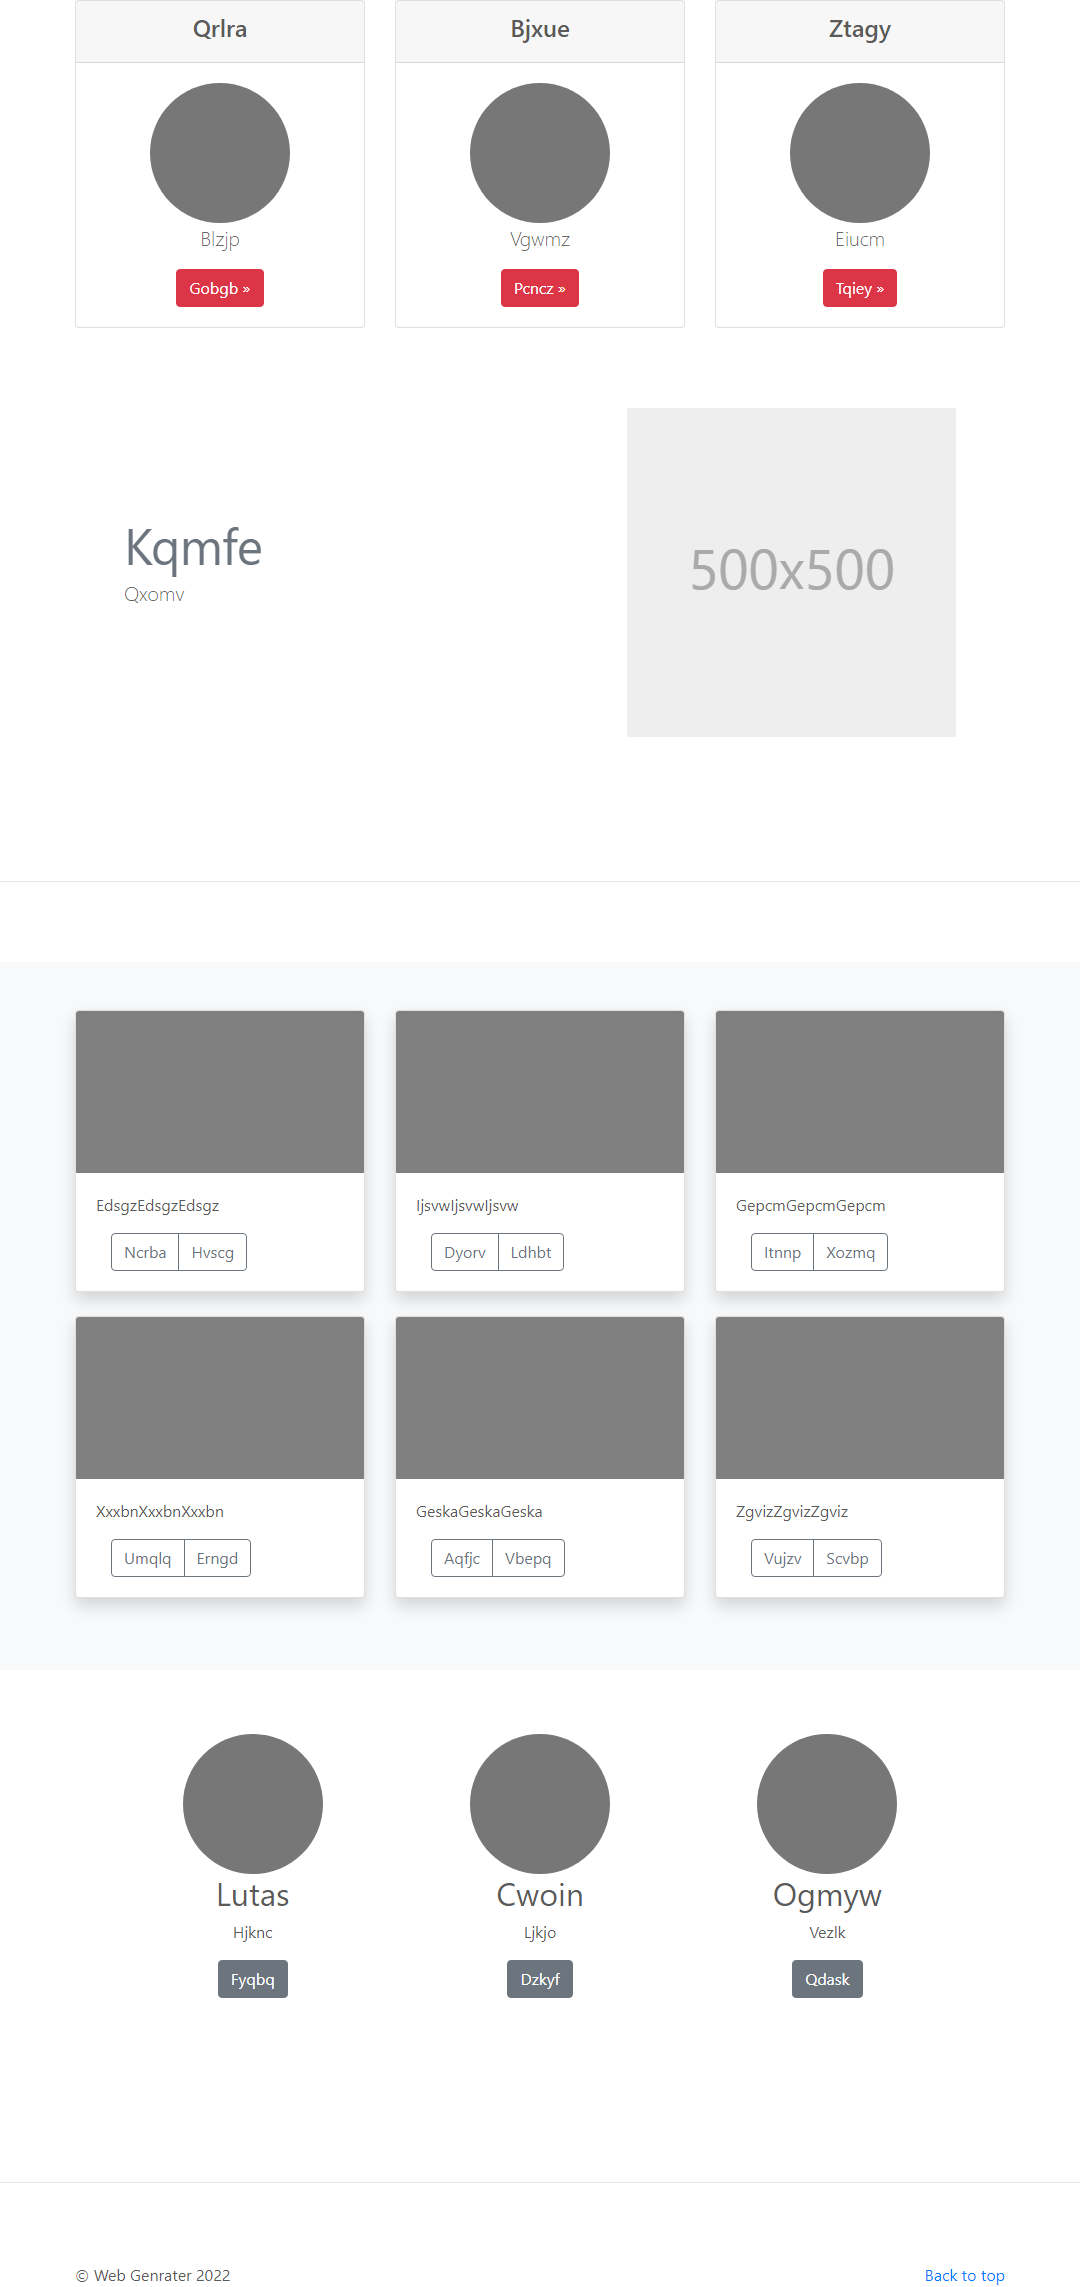 Qrlra
Bjxue
Ztagy
Blzjp
Vgwmz
Eiucm
Gobgb »
Pcncz »
Tqiey »
Kqmfe
Qxomv
500x500
EdsgzEdsgzEdsgz
IjsvwIjsvwIjsvw
GepcmGepcmGepcm
Ncrba Hvscg
Dyorv Ldhbt
Itnnp Xozmq
XxxbnXxxbnXxxbn
GeskaGeskaGeska
ZgvizZgvizZgviz
Umqlq Erngd
Aqfjc Vbepq
Vujzv Scvbp
Lutas
Cwoin
Ogmyw
Hjknc
Ljkjo
Vezlk
Fyqbq
Dzkyf
Qdask
© Web Genrater 2022
Back to top